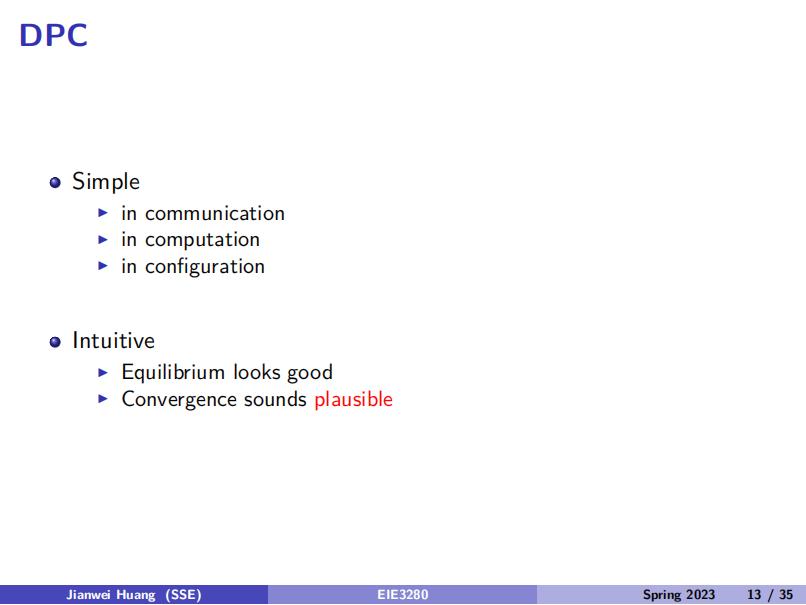 DPC
Simple
in communication
in computation
in configuration
Intuitive
Equilibrium looks good
Convergence sounds plausible
Jianwei Huang (SSE) EIE3280 Spring 2023 13 / 35